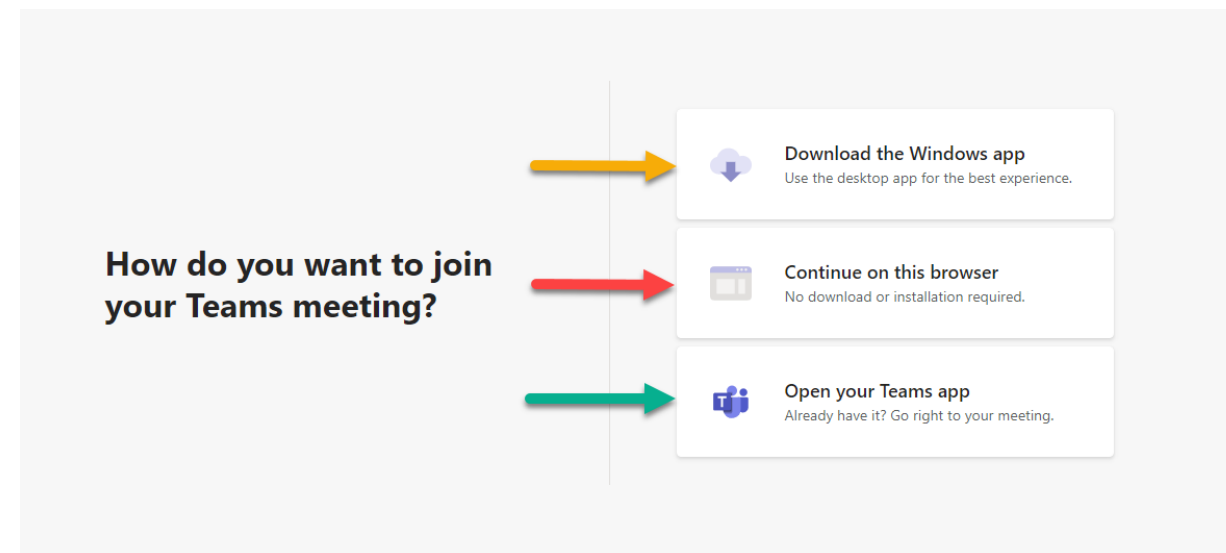 How do you want to join
your Teams meeting?
Download the Windows app
Use the desktop app for the best experience.
Continue on this browser
No download or installation required.
T
Open your Teams app
Already have it? Go right to your meeting.